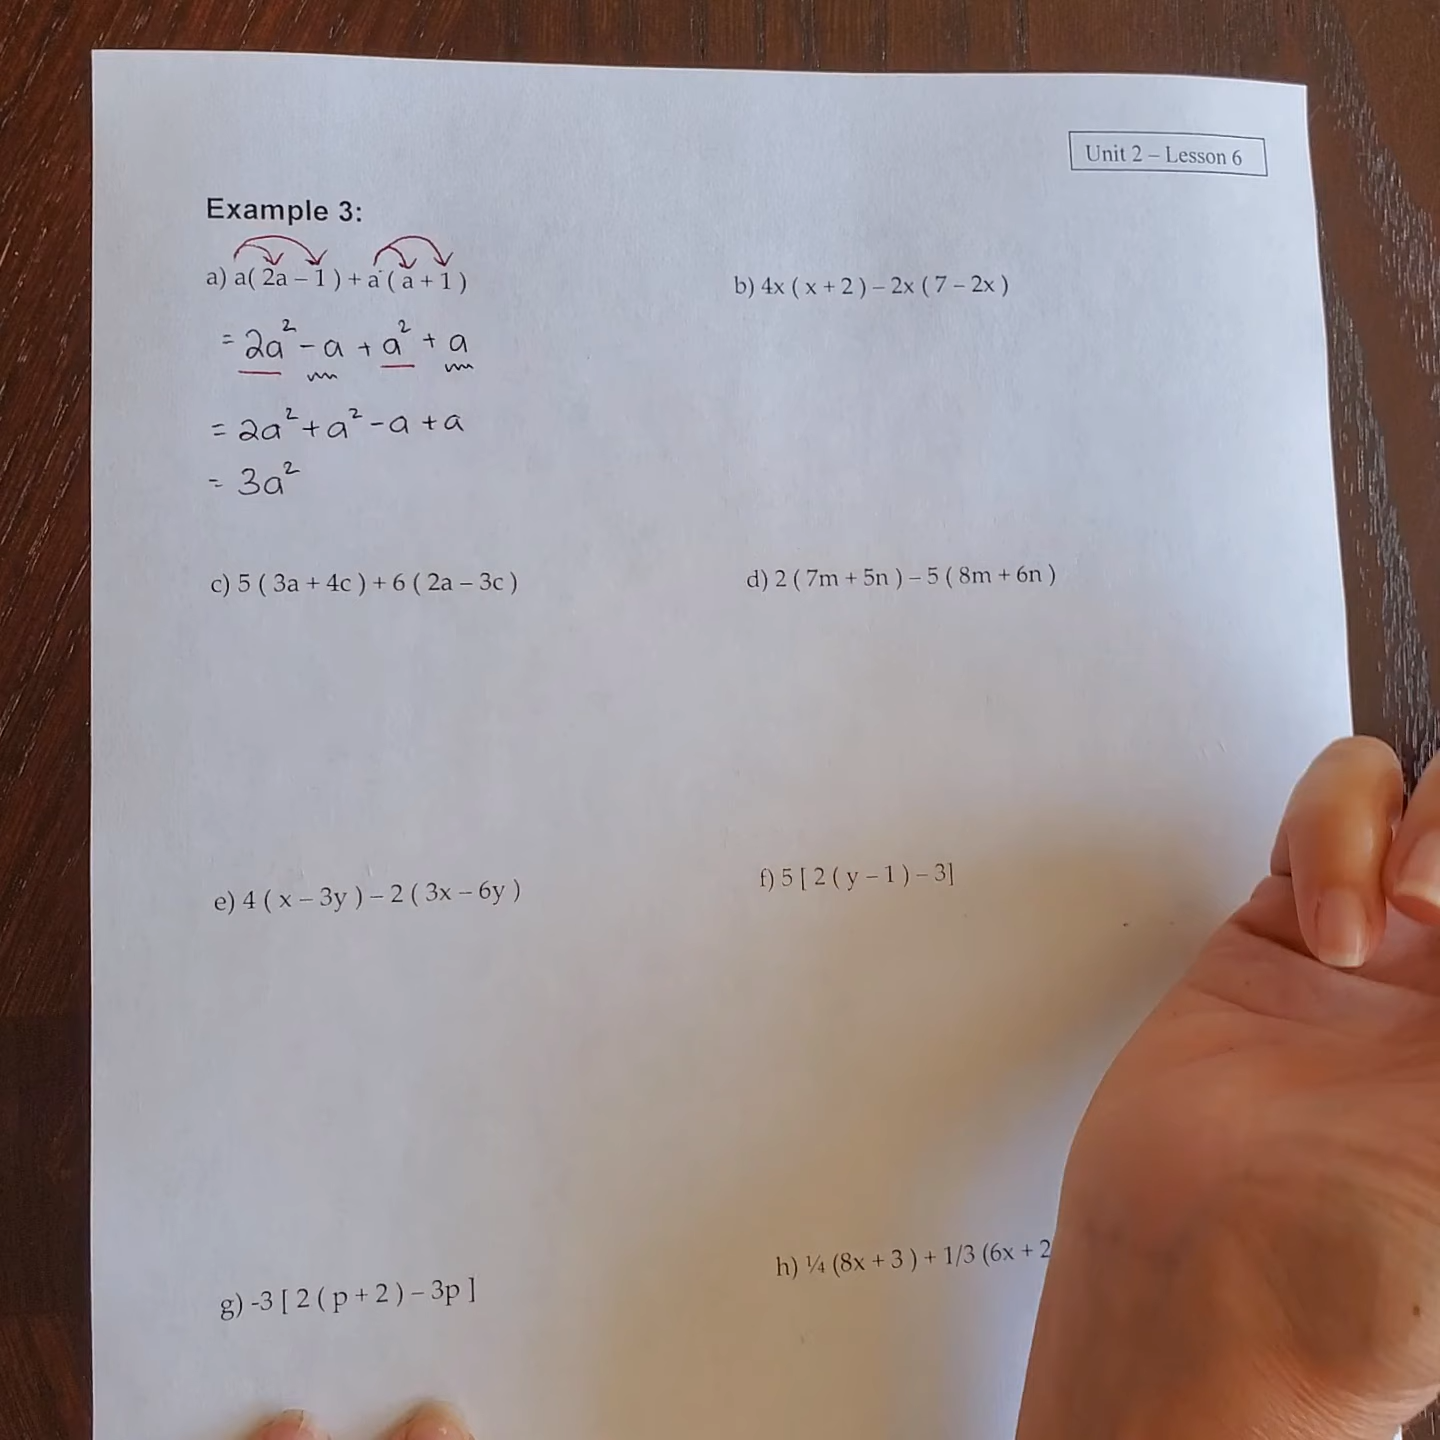 Unit 2 – Lesson 6
Example 3:
a) a( 2a – 1 ) + a ( a + 1 )
= 2a² - a + a² + a
= 2a² + a² - a + a
= 3a²
b) 4x ( x + 2 ) – 2x ( 7 – 2x )
c) 5 ( 3a + 4c ) + 6 ( 2a – 3c )
d) 2 ( 7m + 5n ) – 5 ( 8m + 6n )
e) 4 ( x – 3y ) – 2 ( 3x – 6y )
f) 5 [ 2 ( y – 1 ) – 3]
g) -3 [ 2 ( p + 2 ) – 3p ]
h) ¼ (8x + 3 ) + 1/3 (6x + 2